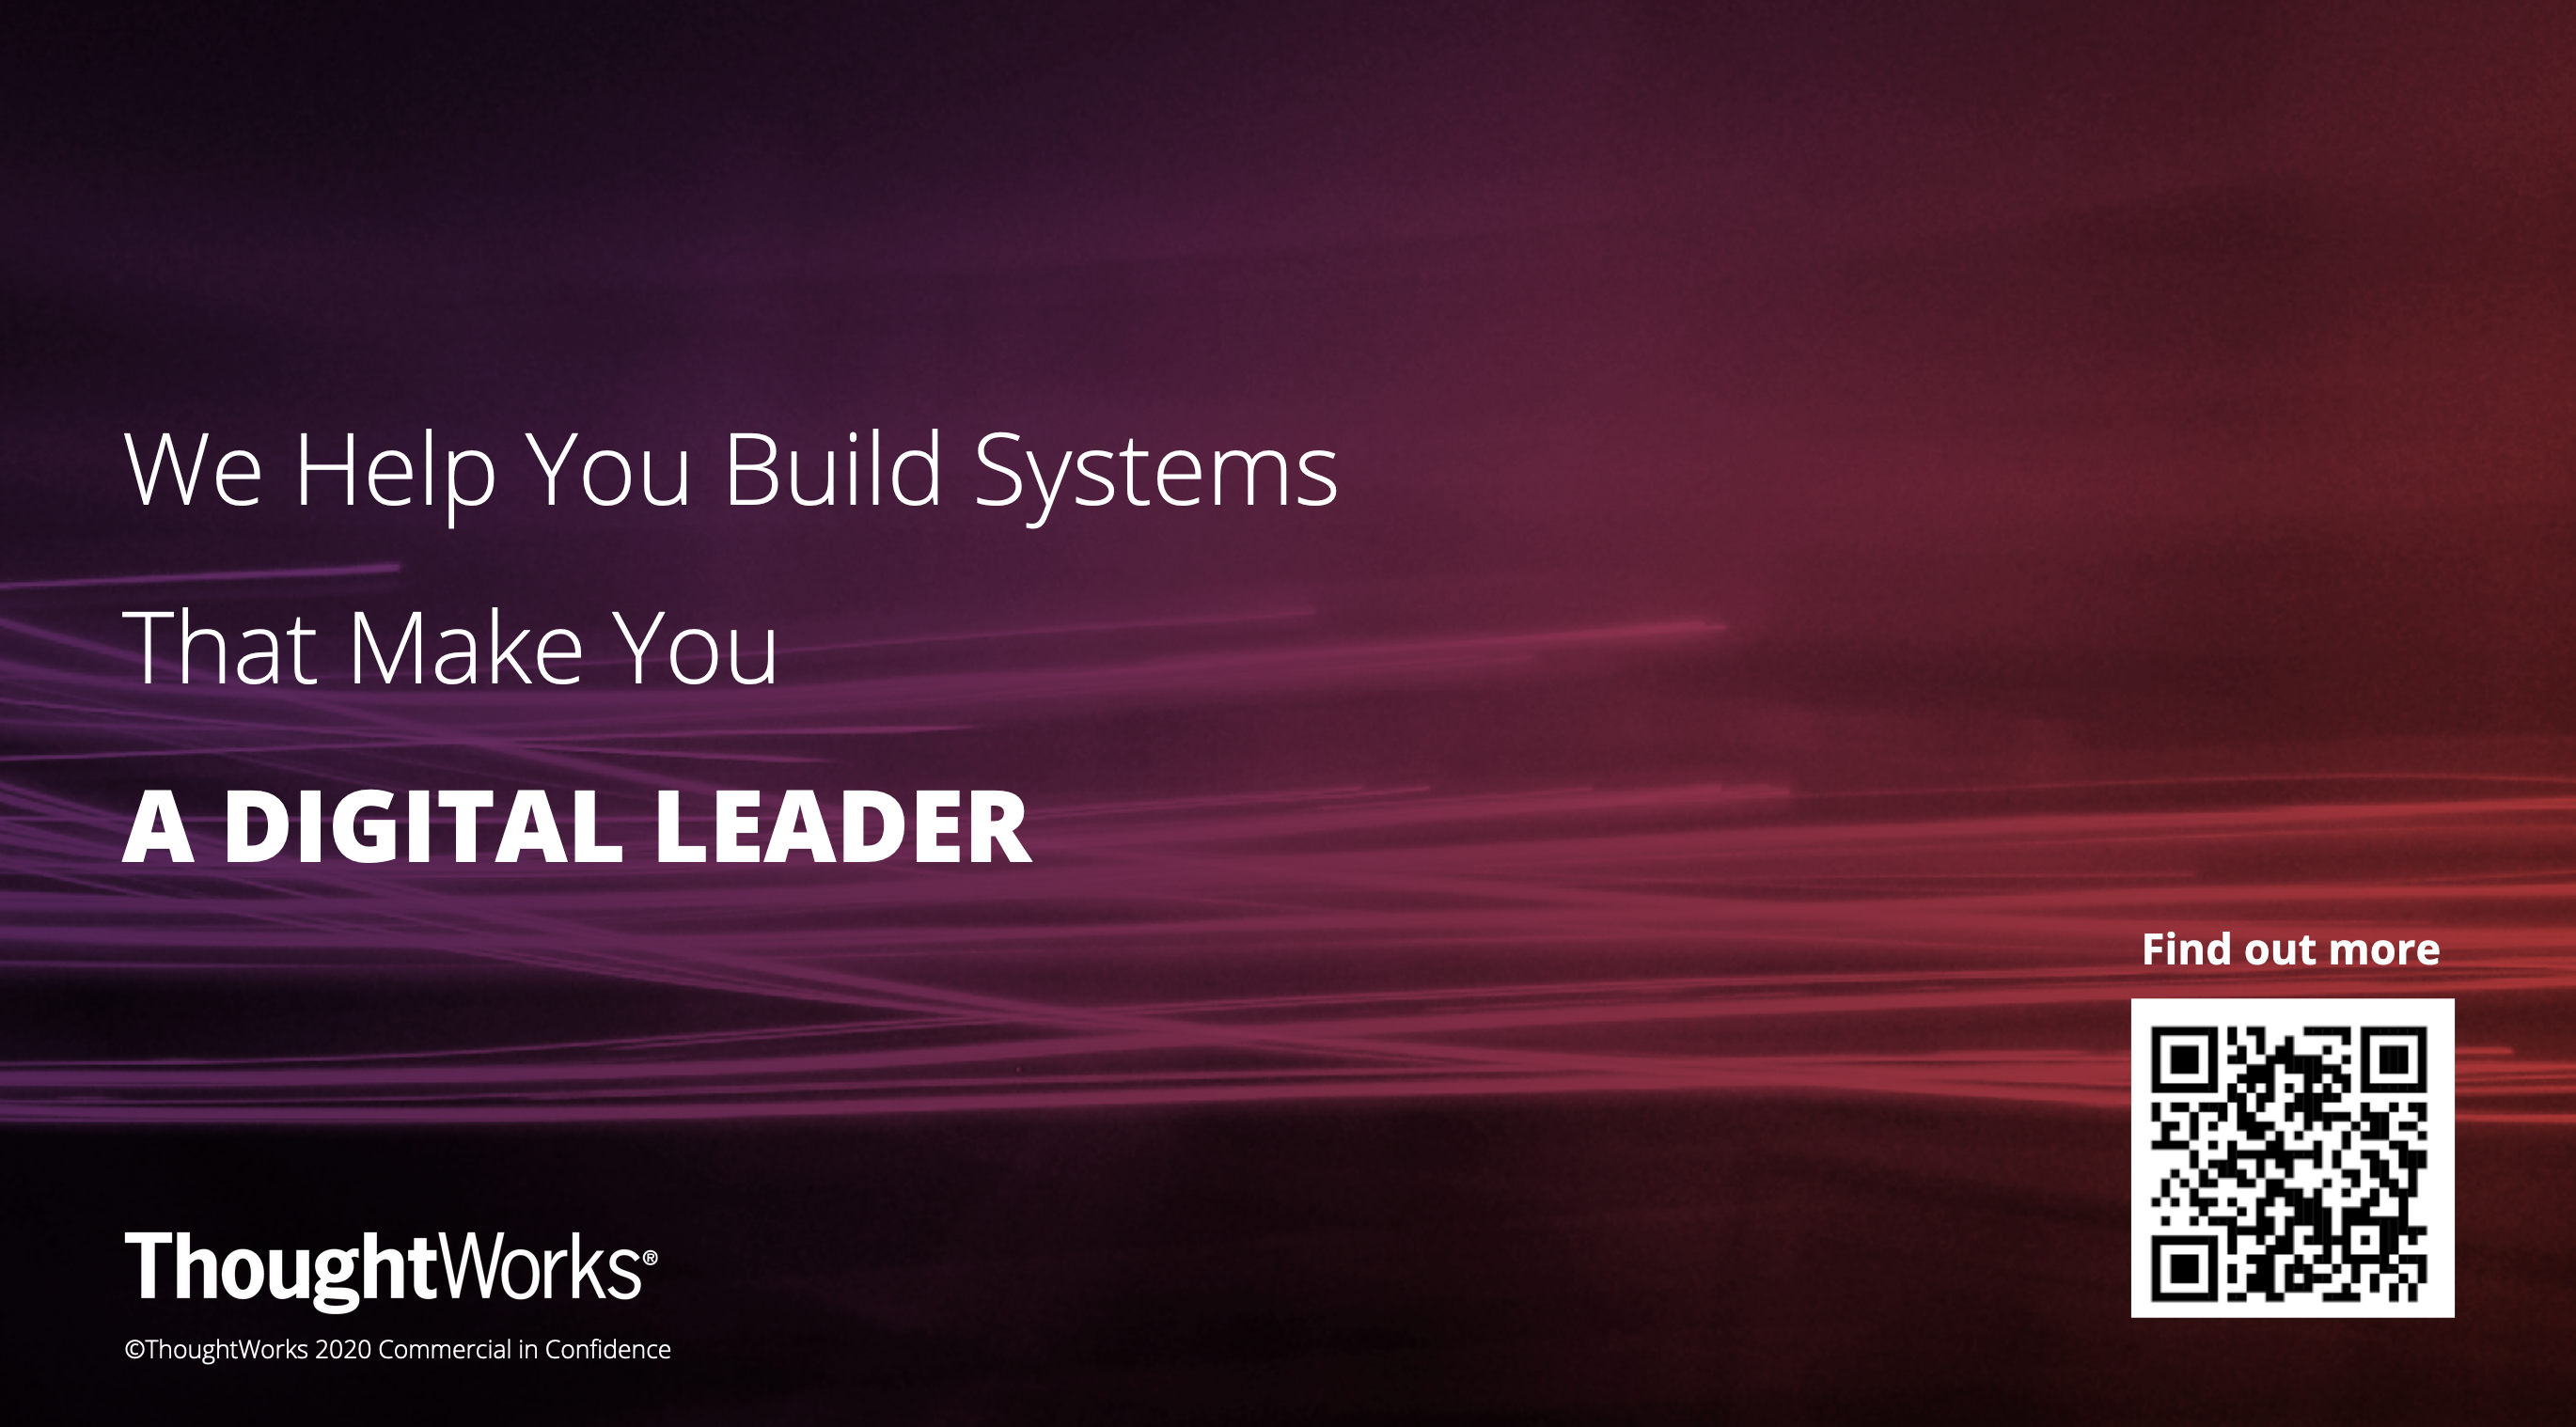 We Help You Build Systems
That Make You
A DIGITAL LEADER
Find out more
ThoughtWorks®
©ThoughtWorks 2020 Commercial in Confidence